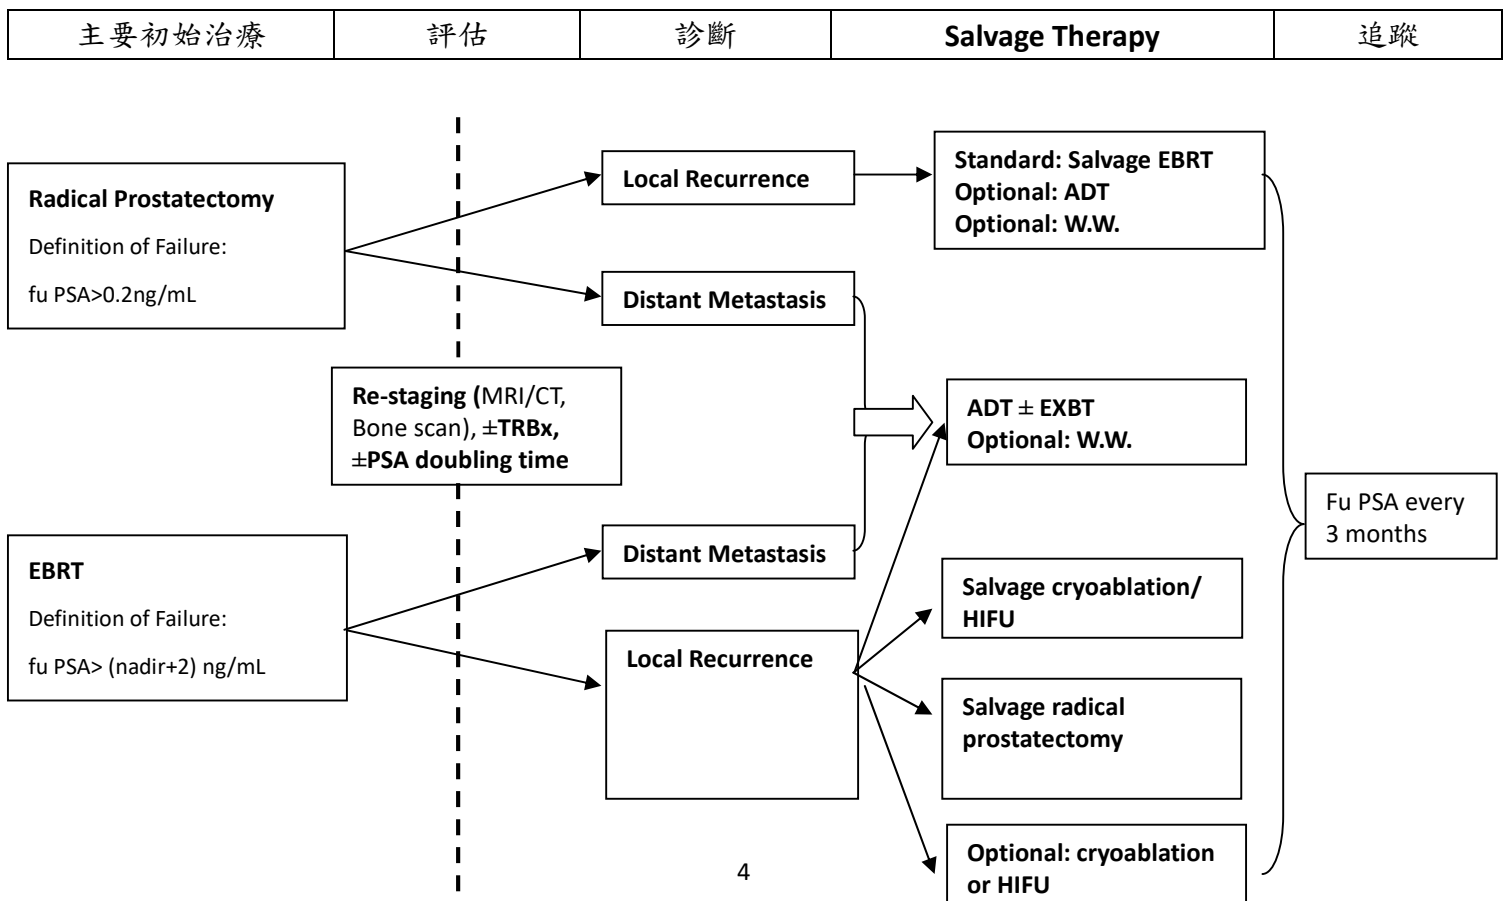 主要初始治療
評估
診斷
Salvage Therapy
追蹤
Radical Prostatectomy
Definition of Failure:
fu PSA>0.2ng/mL
Local Recurrence
Standard: Salvage EBRT
Optional: ADT
Optional: W.W.
Distant Metastasis
Re-staging (MRI/CT,
Bone scan), ±TRBx,
±PSA doubling time
ADT ± EXBT
Optional: W.W.
Fu PSA every
3 months
EBRT
Definition of Failure:
fu PSA> (nadir+2) ng/mL
Distant Metastasis
Local Recurrence
Salvage cryoablation/
HIFU
Salvage radical
prostatectomy
Optional: cryoablation
or HIFU
4